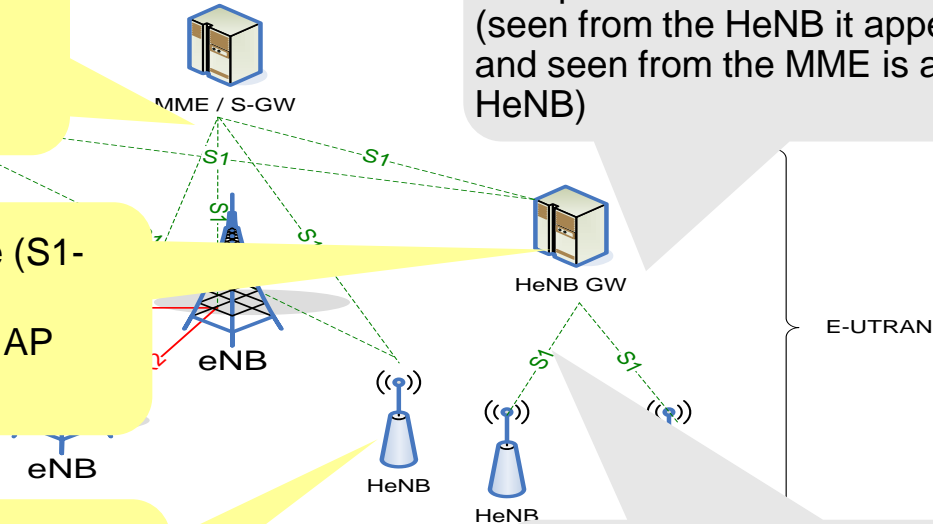 (seen from the HeNB it appe
and seen from the MME is a
HeNB)
MME / S-GW
S1
S1
S1
S1
HeNB GW
e (S1-
AP
E-UTRAN
S1
S1
eNB
eNB
HeNB
HeNB